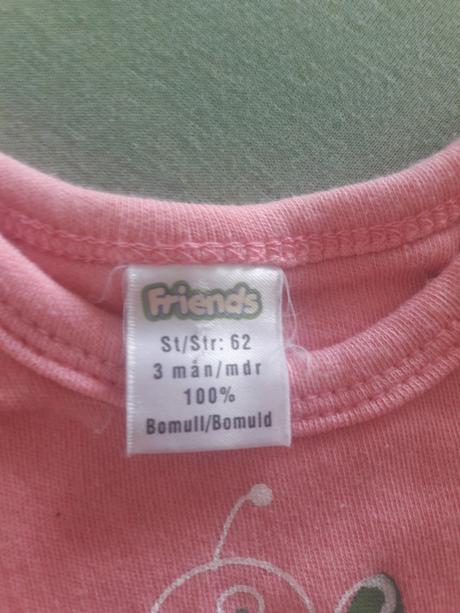 Friends
St/Str: 62
3 mån/mdr
100%
Bomull/Bomuld